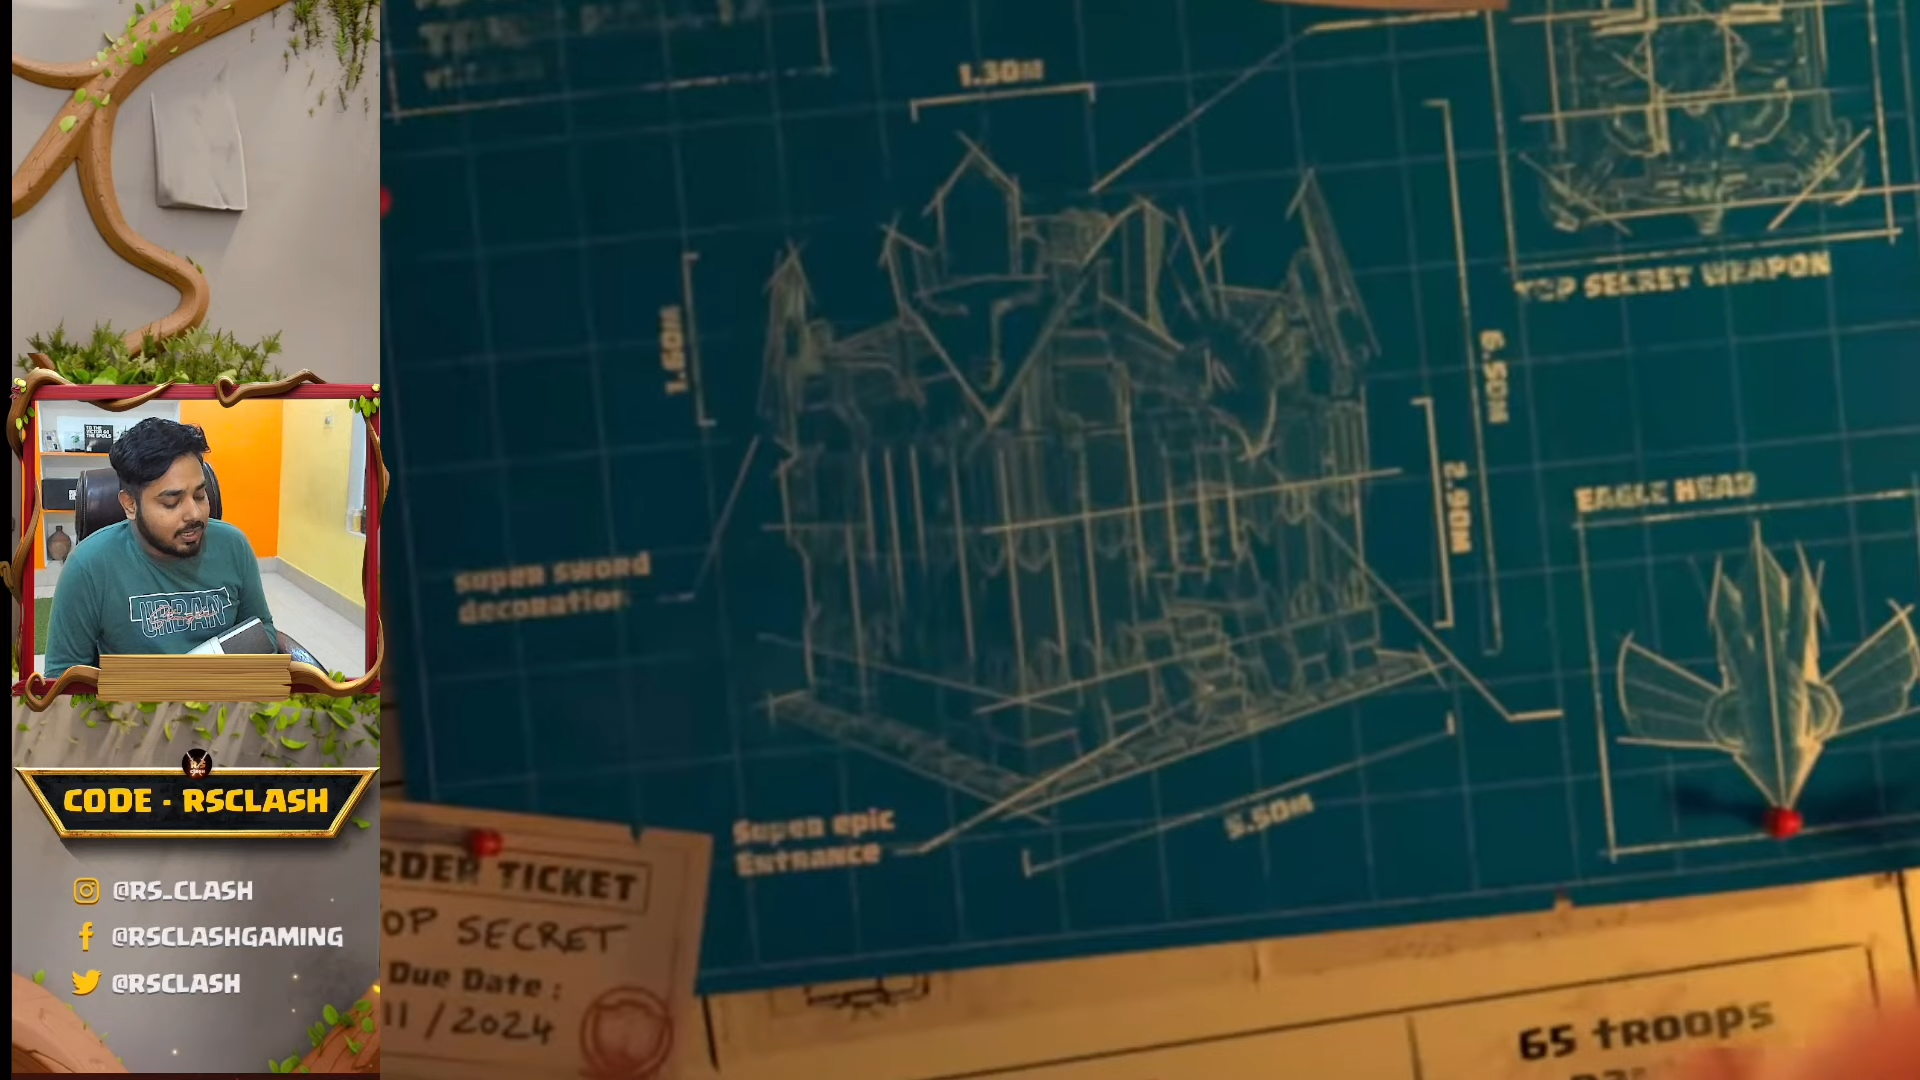 1.30M
TOP SECRET WEAPON
1.60M
6.50M
2.90M
EAGLE HEAD
super sword
decoration
Super epic
Entrance
5.50M
RDER TICKET
OP SECRET
Due Date :
11 / 2024
65 troops
URBAN
CODE - RSCLASH
@RS_CLASH
@RSCLASHGAMING
@RSCLASH